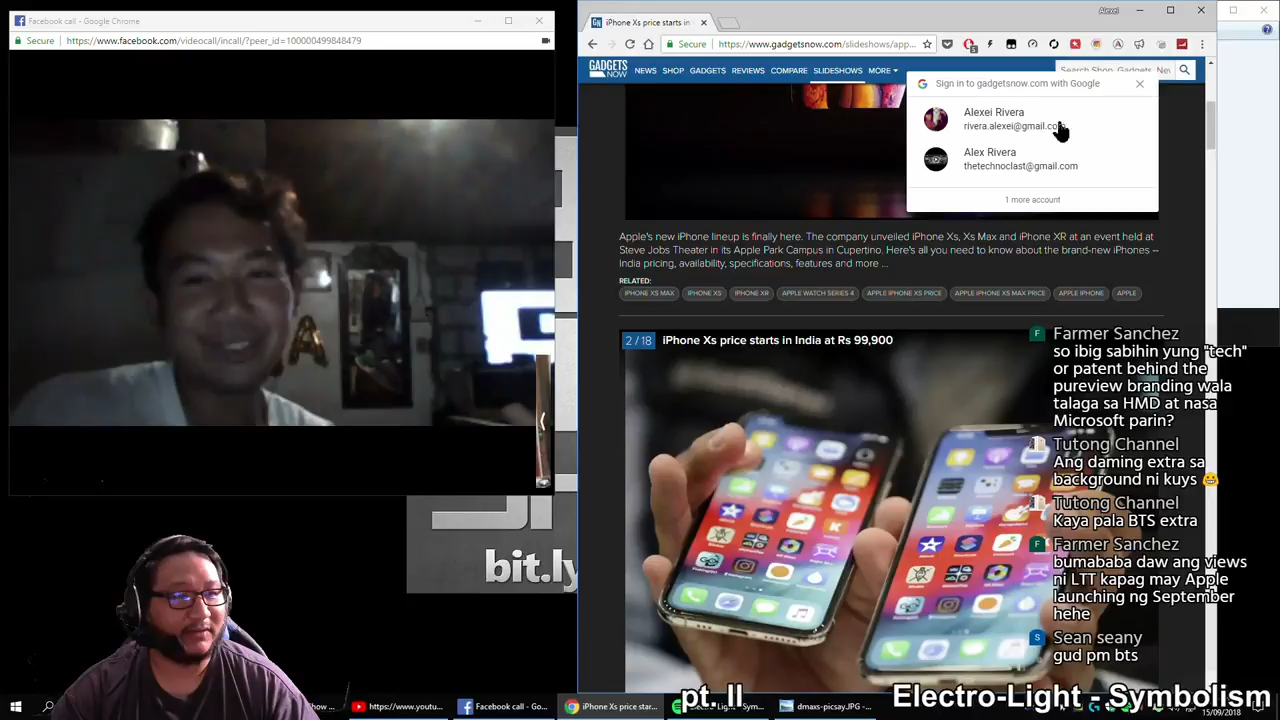 Facebook call - Google Chrome
Secure https://www.facebook.com/videocall/incall/?peer_id=100000499848479
Alexei
iPhone Xs price starts in
Secure https://www.gadgetsnow.com/slideshows/app...
GADGETS NOW
NEWS SHOP GADGETS REVIEWS COMPARE SLIDESHOWS MORE
Search Shop, Gadgets, Nev
Sign in to gadgetsnow.com with Google
Alexei Rivera
rivera.alexei@gmail.com
Alex Rivera
thetechnoclast@gmail.com
1 more account
Apple's new iPhone lineup is finally here. The company unveiled iPhone Xs, Xs Max and iPhone XR at an event held at
Steve Jobs Theater in its Apple Park Campus in Cupertino. Here's all you need to know about the brand-new iPhones --
India pricing, availability, specifications, features and more ...
RELATED:
IPHONE XS MAX IPHONE XS IPHONE XR APPLE WATCH SERIES 4 APPLE IPHONE XS PRICE APPLE IPHONE XS MAX PRICE APPLE IPHONE APPLE
2 / 18 iPhone Xs price starts in India at Rs 99,900
Farmer Sanchez
so ibig sabihin yung "tech"
or patent behind the
pureview branding wala
talaga sa HMD at nasa
Microsoft parin?
Tutong Channel
Ang daming extra sa
background ni kuys 😬
Tutong Channel
Kaya pala BTS extra
Farmer Sanchez
bumababa daw ang views
ni LTT kapag may Apple
launching ng September
hehe
Sean seany
gud pm bts
bit.ly
pt. II
Electro-Light - Symbolism
https://www.youtu...
Facebook call - G...
iPhone Xs price star...
Electro-Light - Sym...
dmaxs-picsay.JPG - ...
15/09/2018